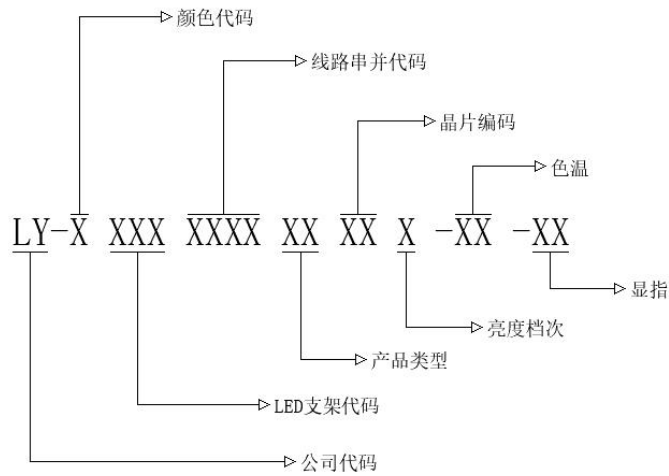 颜色代码
线路串并代码
晶片编码
色温
LY-X XXX XXXX XX XX X -XX -XX
显指
亮度档次
产品类型
LED支架代码
公司代码